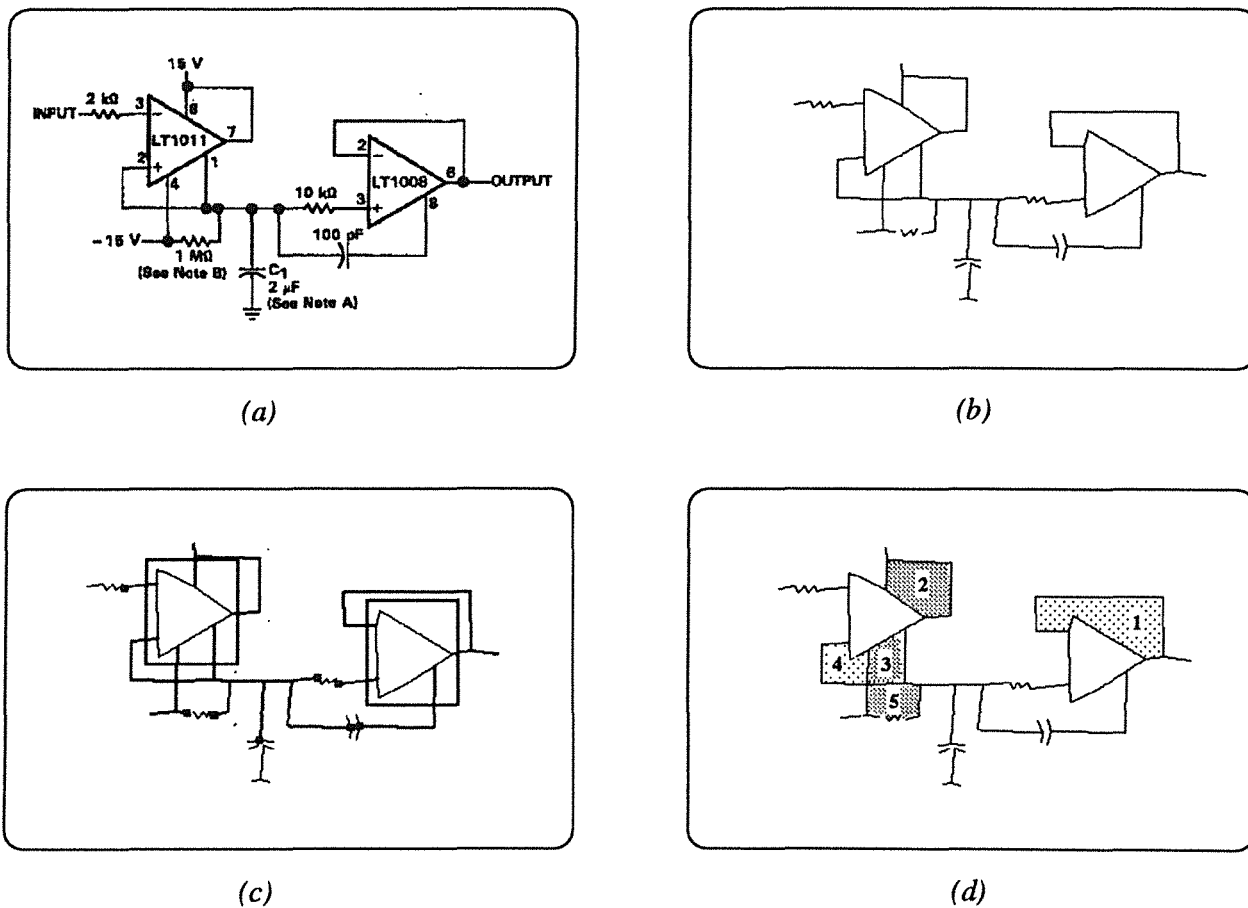 15 V
2 kΩ
INPUT
3
−
8
7
LT1011
2
+
1
4
2
−
6
LT1008
OUTPUT
10 kΩ
3
+
8
100 pF
−15 V
1 MΩ
(See Note B)
C1
2 μF
(See Note A)
(a)
(b)
(c)
2
1
4
3
5
(d)